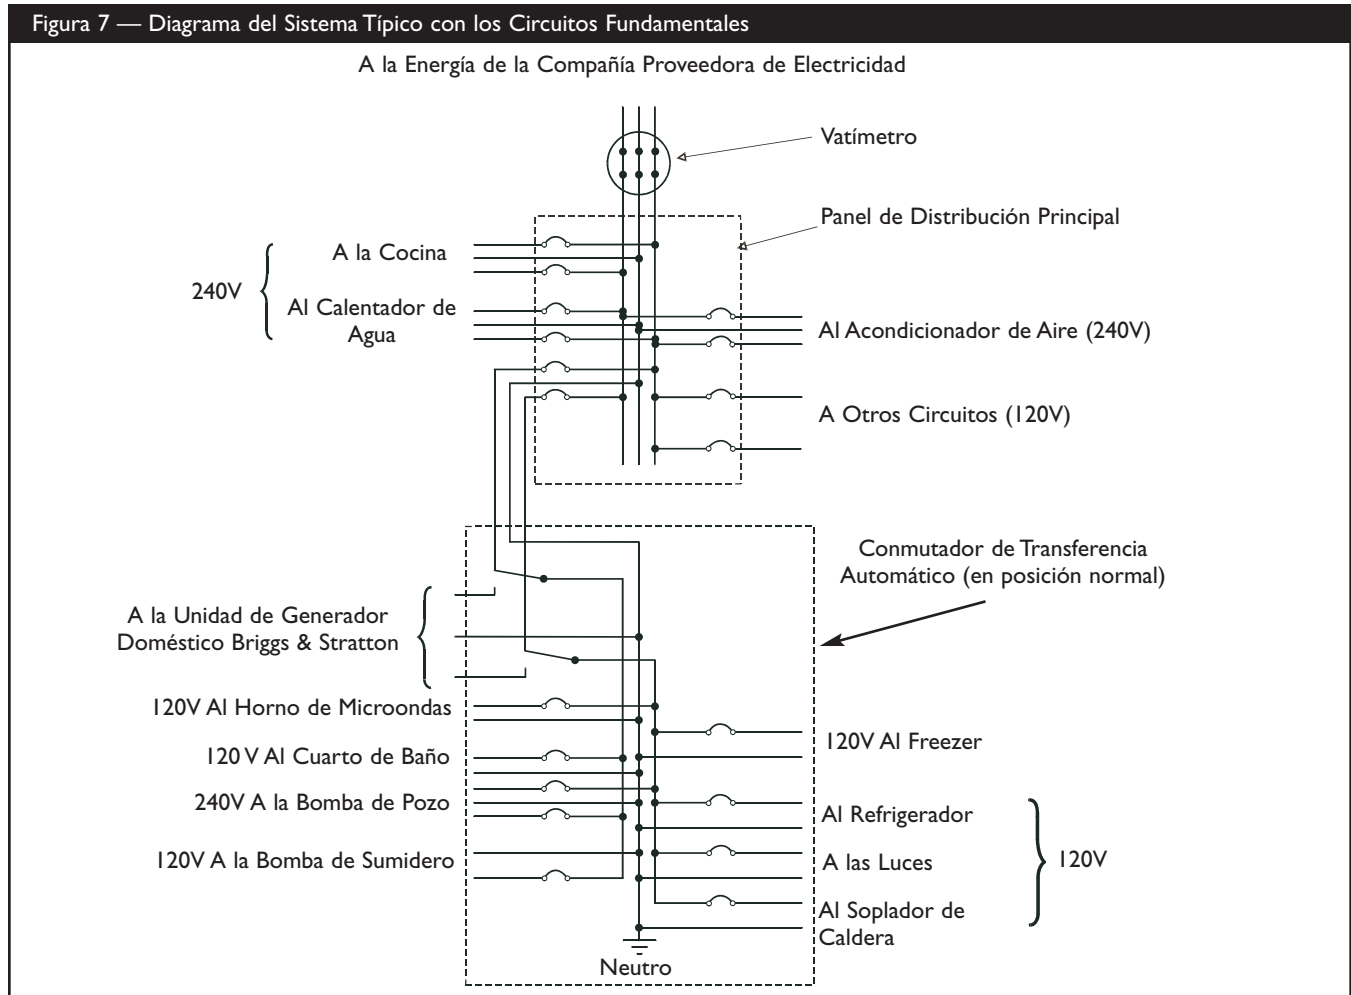 Figura 7 — Diagrama del Sistema Típico con los Circuitos Fundamentales
A la Energía de la Compañía Proveedora de Electricidad
Vatímetro
Panel de Distribución Principal
A la Cocina
240V
Al Calentador de
Agua
Al Acondicionador de Aire (240V)
A Otros Circuitos (120V)
Conmutador de Transferencia
Automático (en posición normal)
A la Unidad de Generador
Doméstico Briggs & Stratton
120V Al Horno de Microondas
120V Al Freezer
120 V Al Cuarto de Baño
240V A la Bomba de Pozo
Al Refrigerador
120V A la Bomba de Sumidero
A las Luces
120V
Al Soplador de
Caldera
Neutro